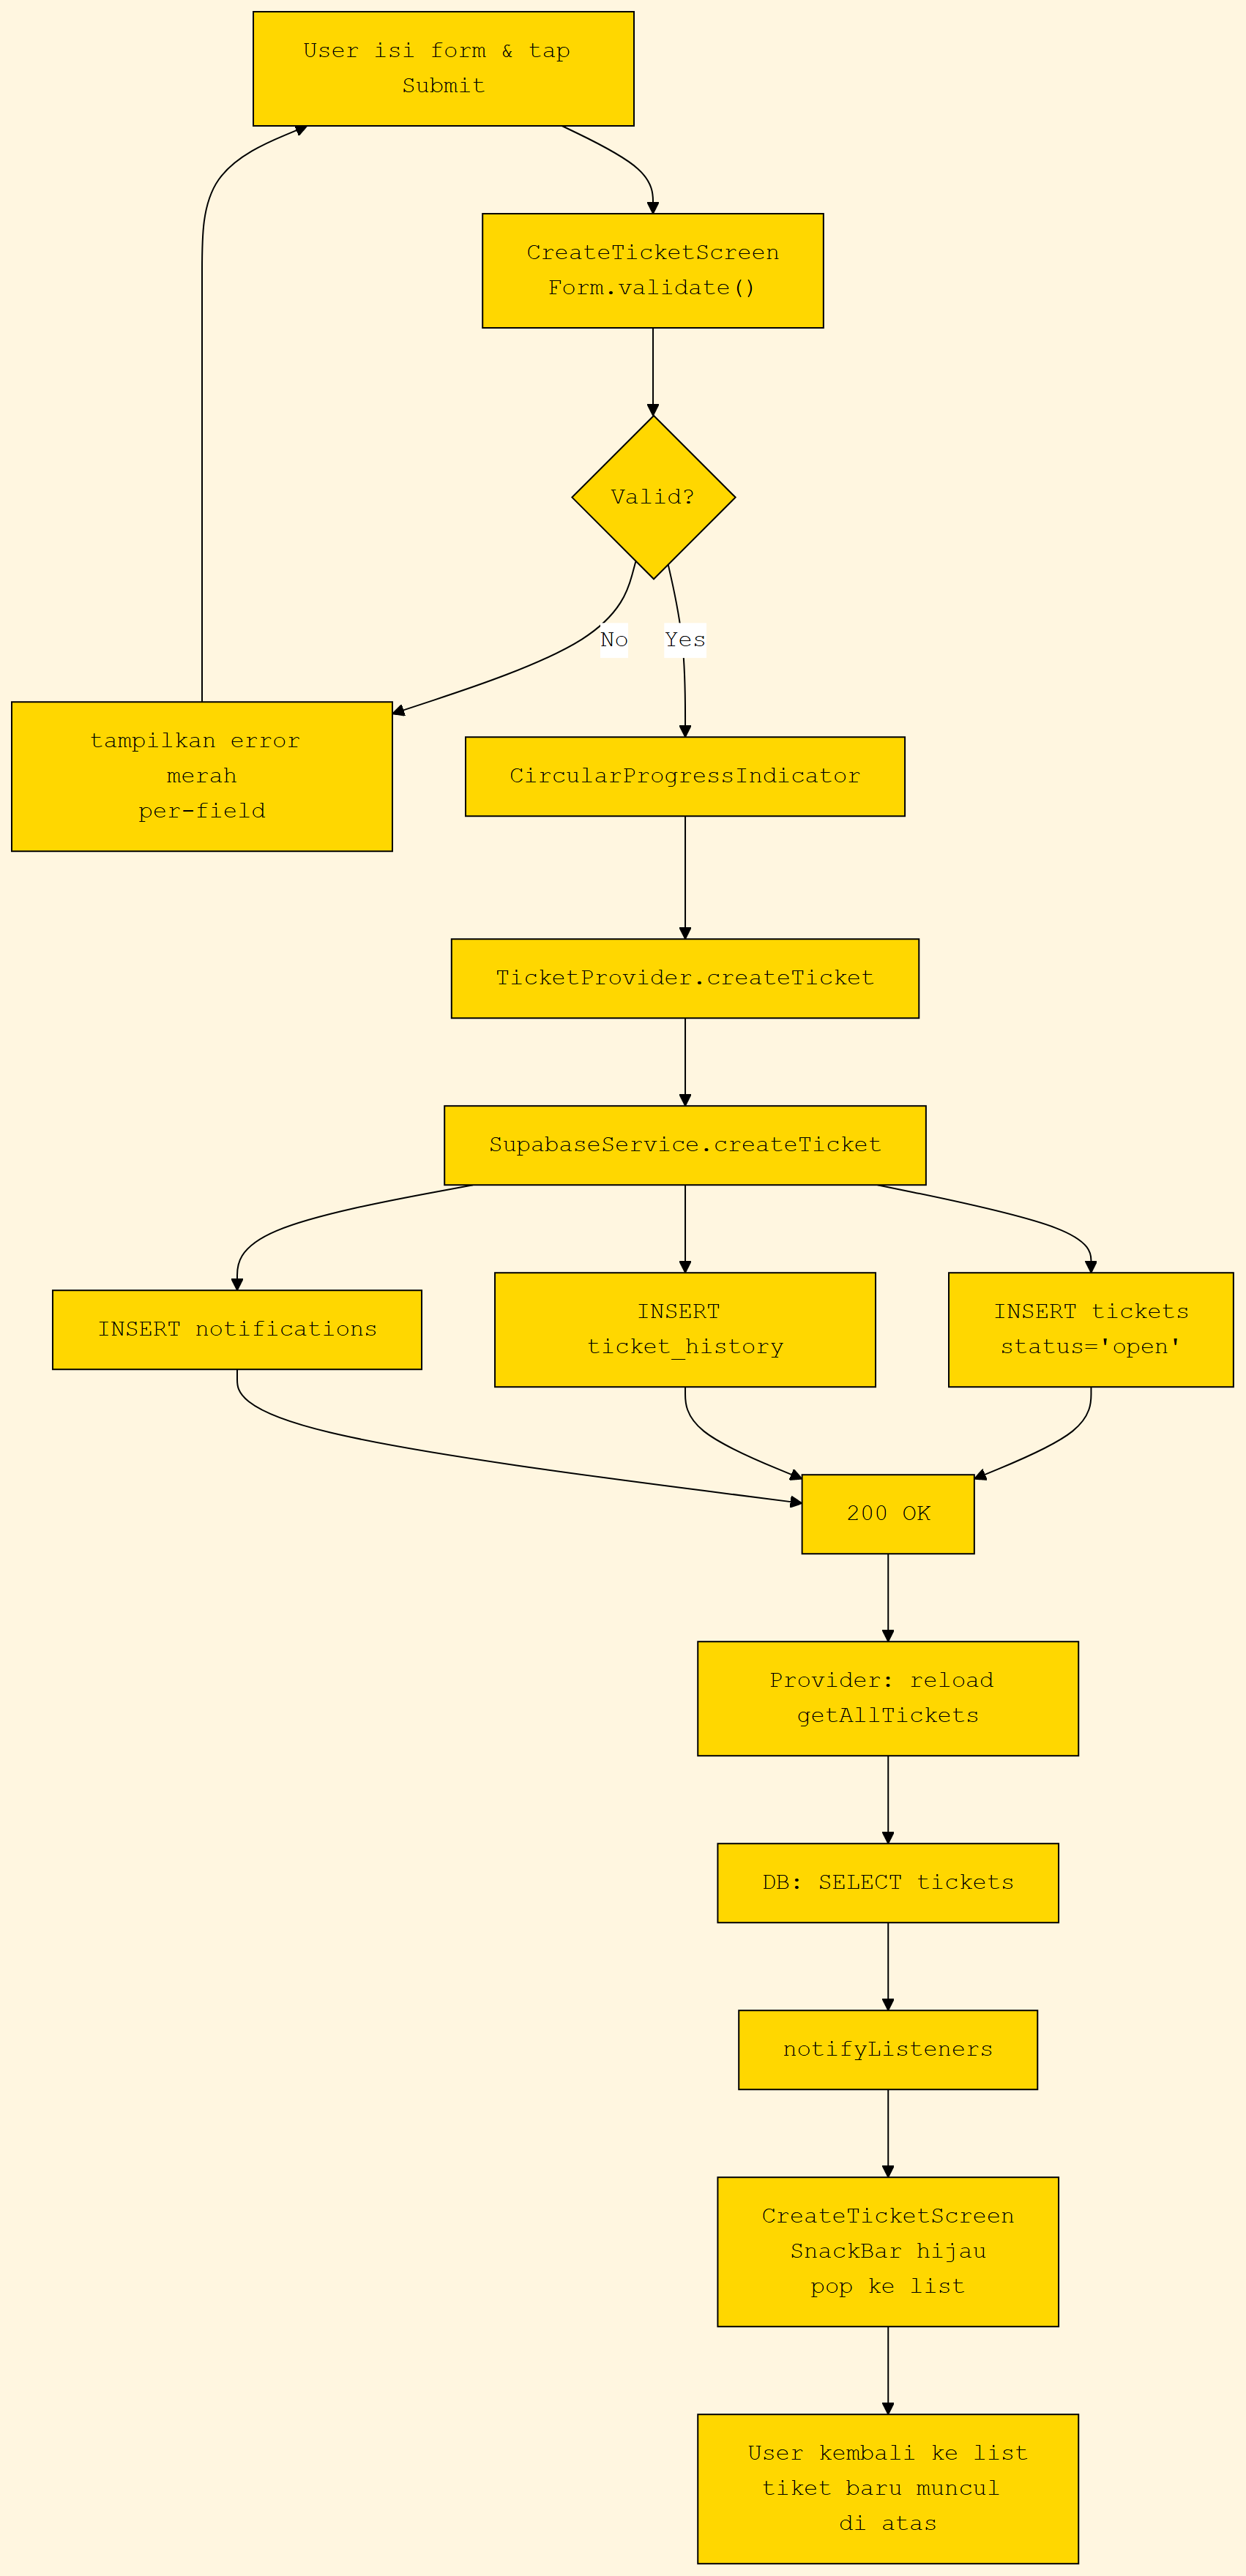 User isi form & tap
Submit
CreateTicketScreen
Form.validate()
Valid?
No
Yes
tampilkan error
merah
per-field
CircularProgressIndicator
TicketProvider.createTicket
SupabaseService.createTicket
INSERT notifications
INSERT
ticket_history
INSERT tickets
status='open'
200 OK
Provider: reload
getAllTickets
DB: SELECT tickets
notifyListeners
CreateTicketScreen
SnackBar hijau
pop ke list
User kembali ke list
tiket baru muncul
di atas